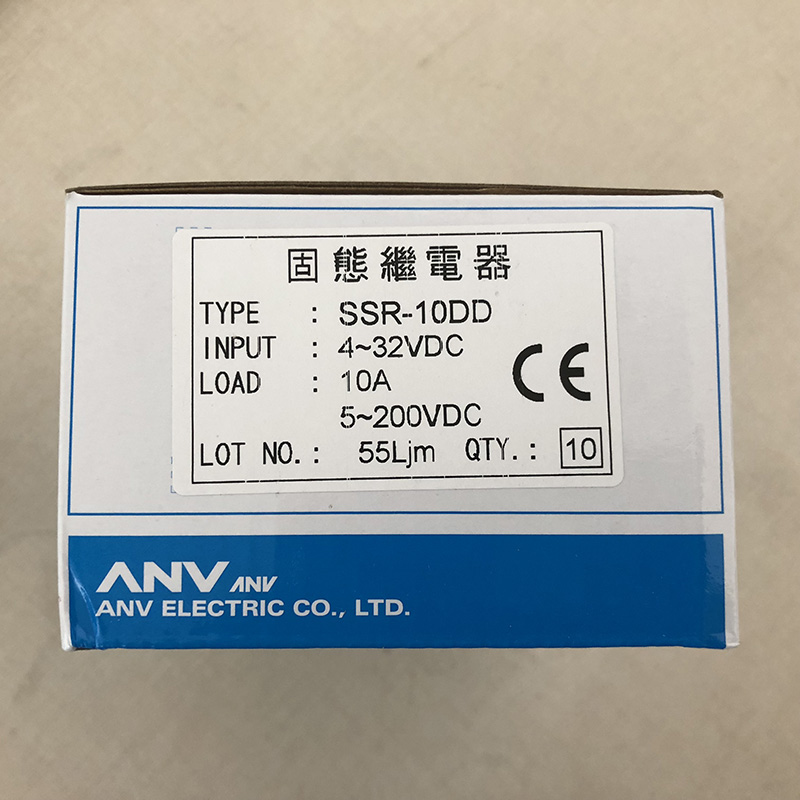 固態繼電器
TYPE : SSR-10DD
INPUT : 4~32VDC
LOAD : 10A
5~200VDC
LOT NO. : 55Ljm QTY. : 10
CE
ANV ANV
ANV ELECTRIC CO., LTD.